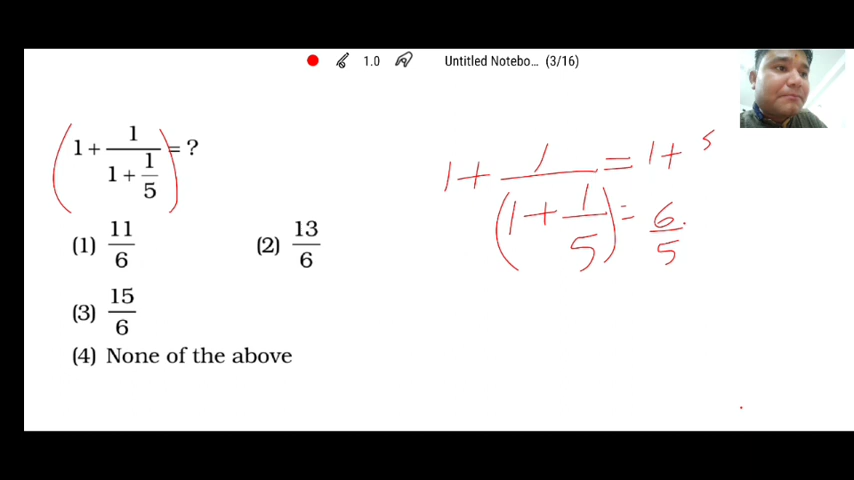 1.0 Untitled Notebo... (3/16)
1 + 1/(1 + 1/5) = ?
(1) 11/6 (2) 13/6
(3) 15/6
(4) None of the above
1 + 1/(1 + 1/5) = 1 + 5
= 6/5